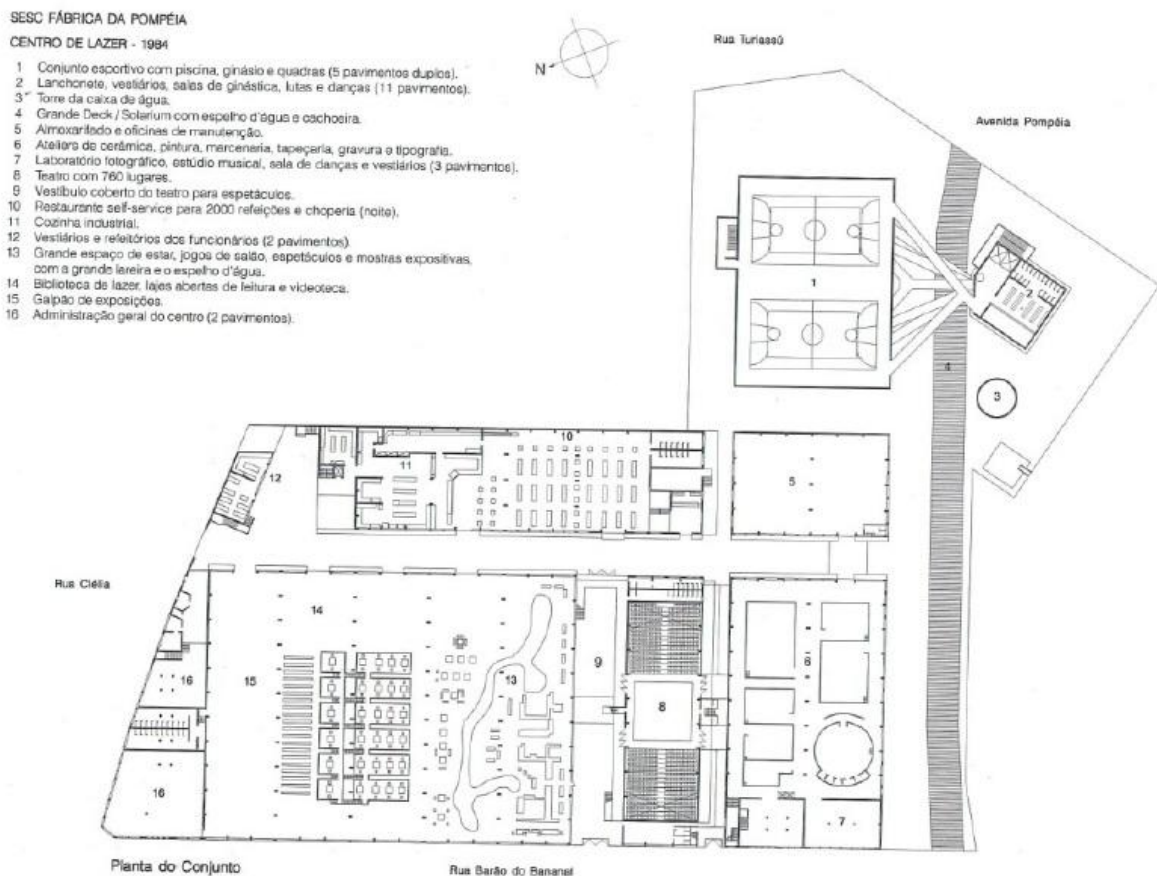 SESC FÁBRICA DA POMPÉIA
CENTRO DE LAZER - 1984
1 Conjunto esportivo com piscina, ginásio e quadras (5 pavimentos duplos).
2 Lanchonete, vestiários, salas de ginástica, lutas e danças (11 pavimentos).
3 Torre da caixa de água.
4 Grande Deck / Solarium com espelho d'água e cachoeira.
5 Almoxarifado e oficinas de manutenção.
6 Ateliers de cerâmica, pintura, marcenaria, tapeçaria, gravura e tipografia.
7 Laboratório fotográfico, estúdio musical, sala de danças e vestiários (3 pavimentos).
8 Teatro com 760 lugares.
9 Vestíbulo coberto do teatro para espetáculos.
10 Restaurante self-service para 2000 refeições e choperia (noite).
11 Cozinha industrial.
12 Vestiários e refeitórios dos funcionários (2 pavimentos)
13 Grande espaço de estar, jogos de salão, espetáculos e mostras expositivas,
com a grande lareira e o espelho d'água.
14 Biblioteca de lazer, lajes abertas de leitura e videoteca.
15 Galpão de exposições.
16 Administração geral do centro (2 pavimentos).
N
Rua Turiassú
Avenida Pompéia
1
2
4
3
10
11
12
5
Rua Clélia
14
13
9
8
6
15
16
16
7
Planta do Conjunto
Rua Barão do Bananal